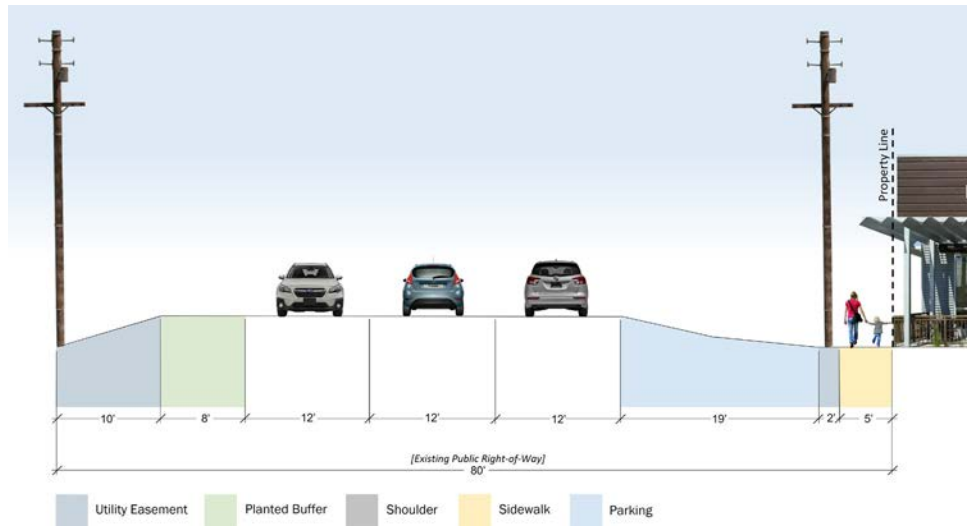 Property Line
10'
8'
12'
12'
12'
19'
2'
5'
[Existing Public Right-of-Way]
80'
Utility Easement
Planted Buffer
Shoulder
Sidewalk
Parking